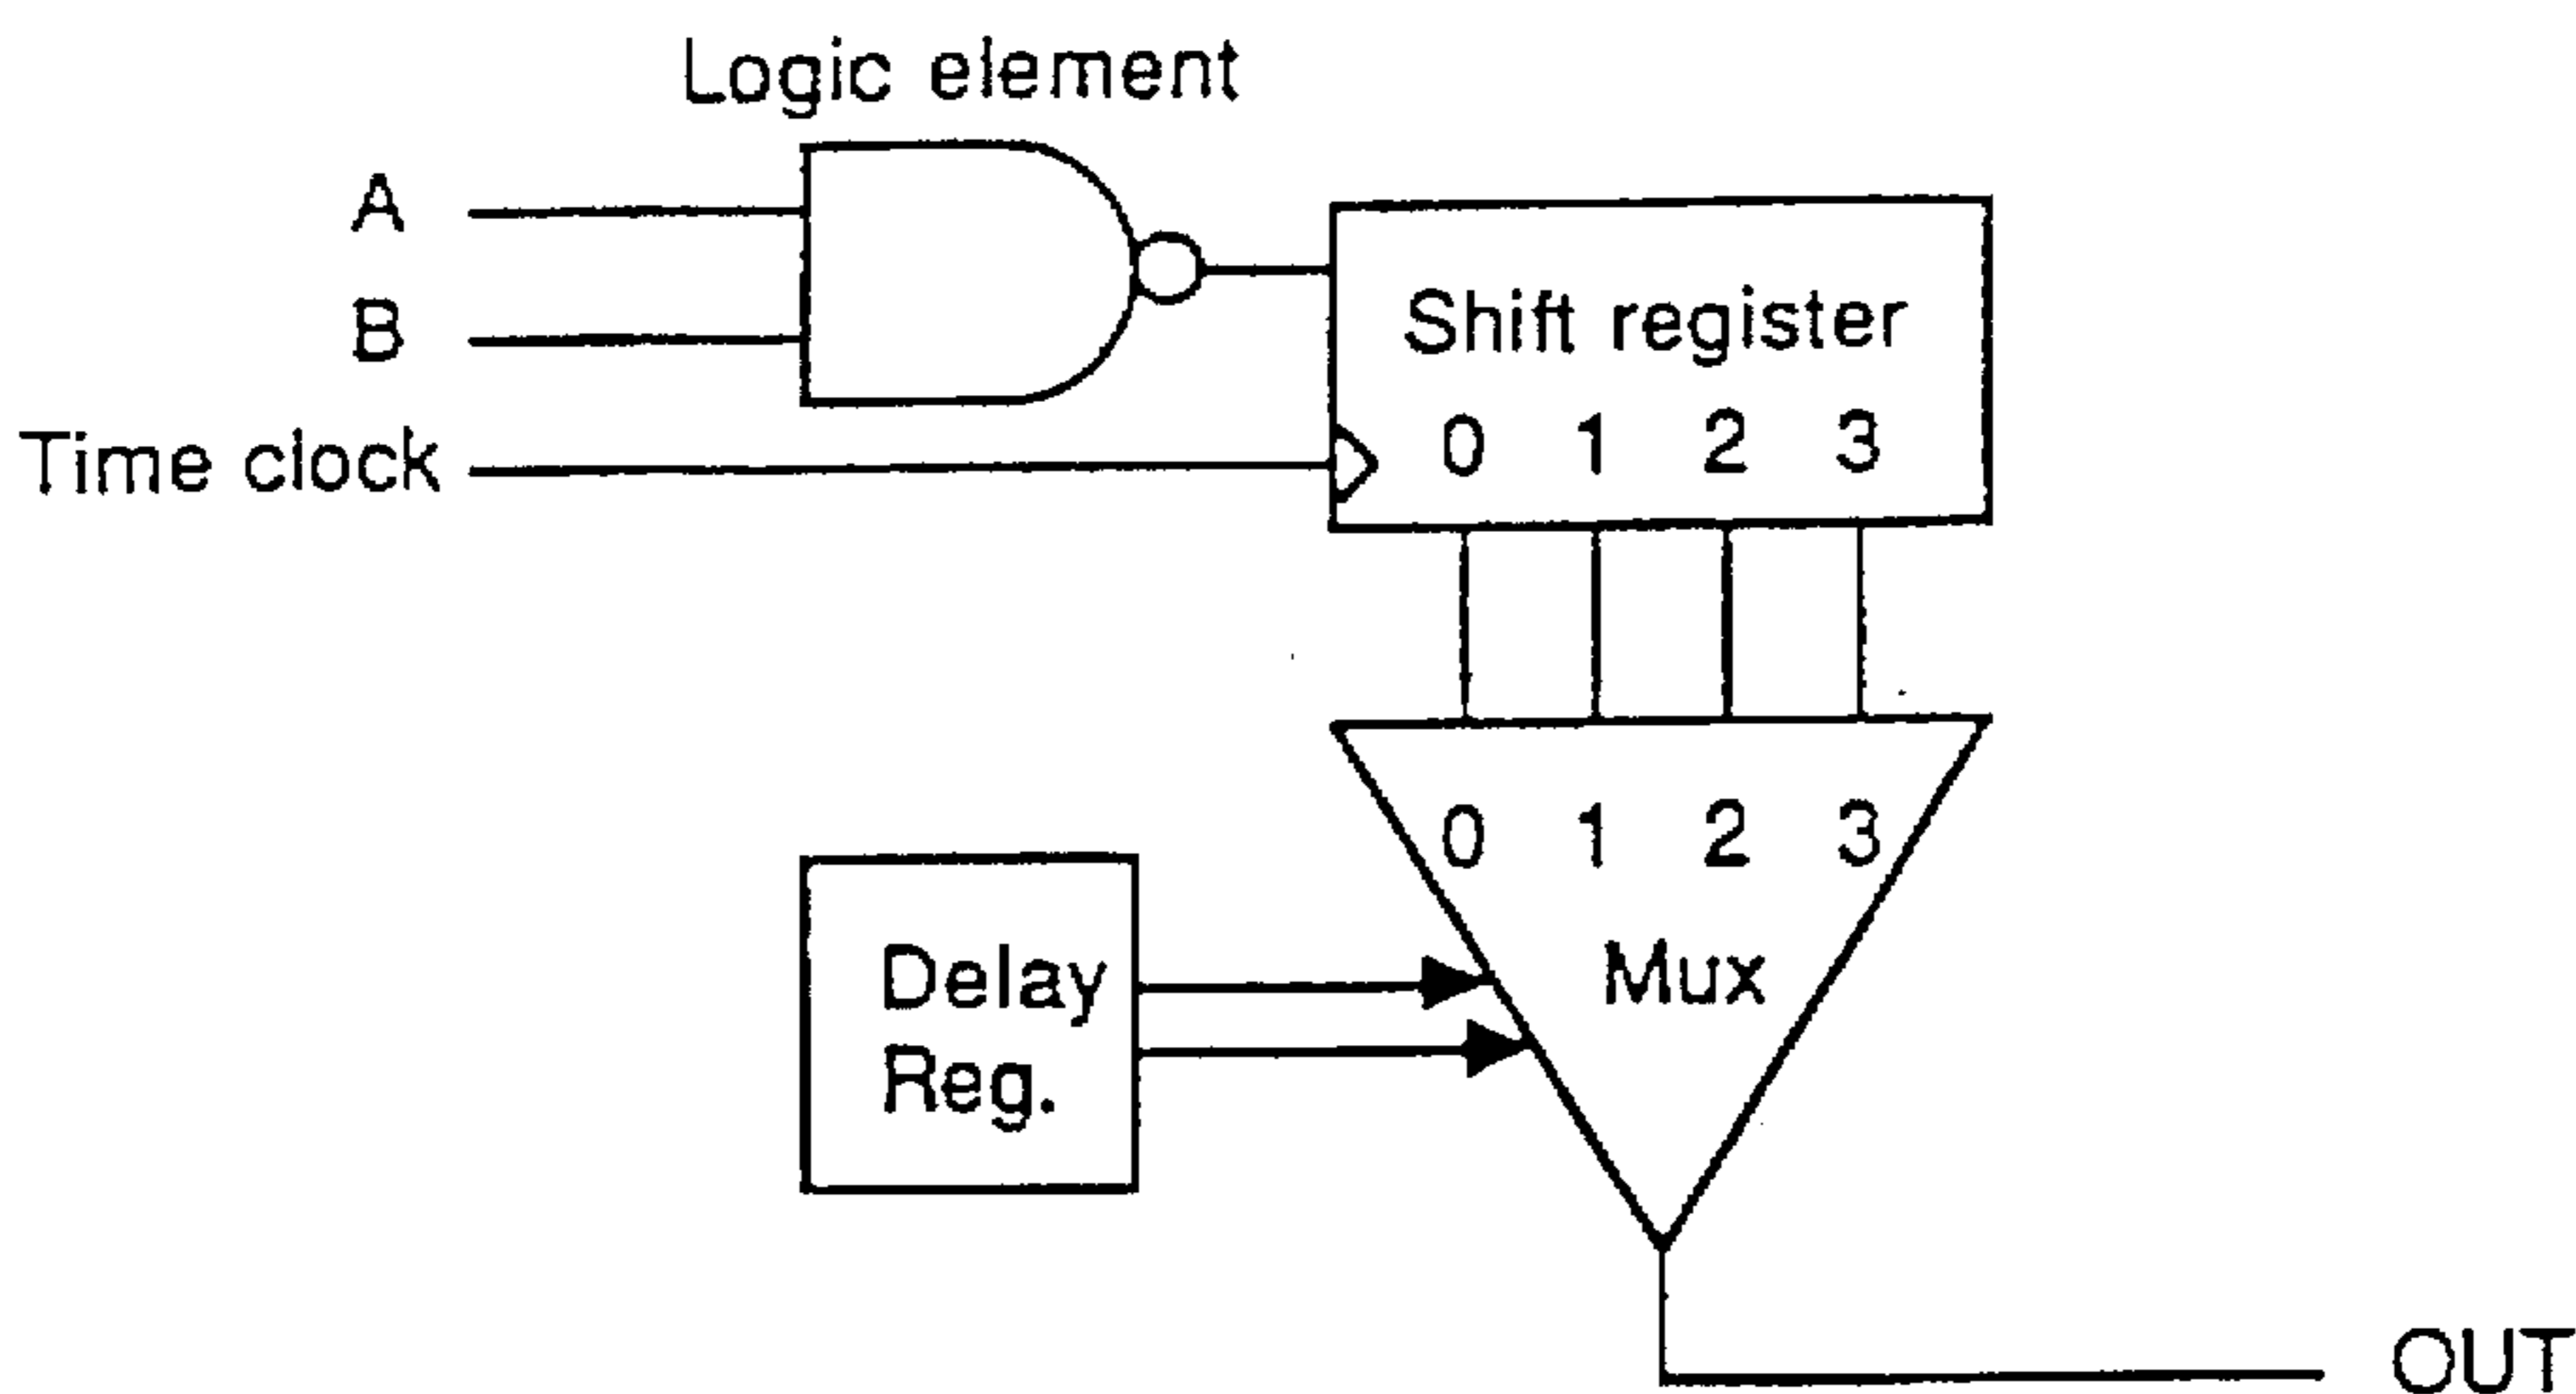 Logic element
A
B
Time clock
Shift register
0 1 2 3
0 1 2 3
Mux
Delay
Reg.
OUT